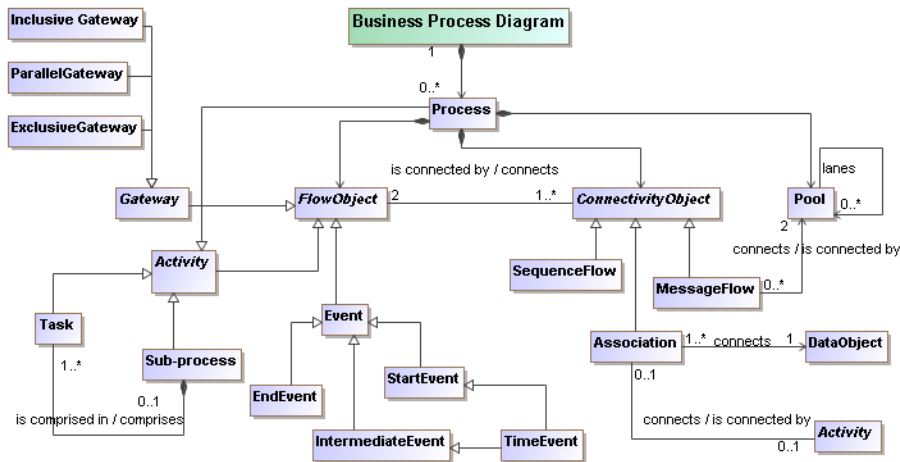 Inclusive Gateway
Business Process Diagram
1
ParallelGateway
0..*
Process
ExclusiveGateway
is connected by / connects
lanes
Gateway
FlowObject
2
1..*
ConnectivityObject
Pool
0..*
2
connects / is connected by
Activity
SequenceFlow
MessageFlow
0..*
Task
Event
Association
1..*
connects
1
DataObject
1..*
Sub-process
StartEvent
0..1
0..1
EndEvent
is comprised in / comprises
connects / is connected by
IntermediateEvent
TimeEvent
0..1
Activity